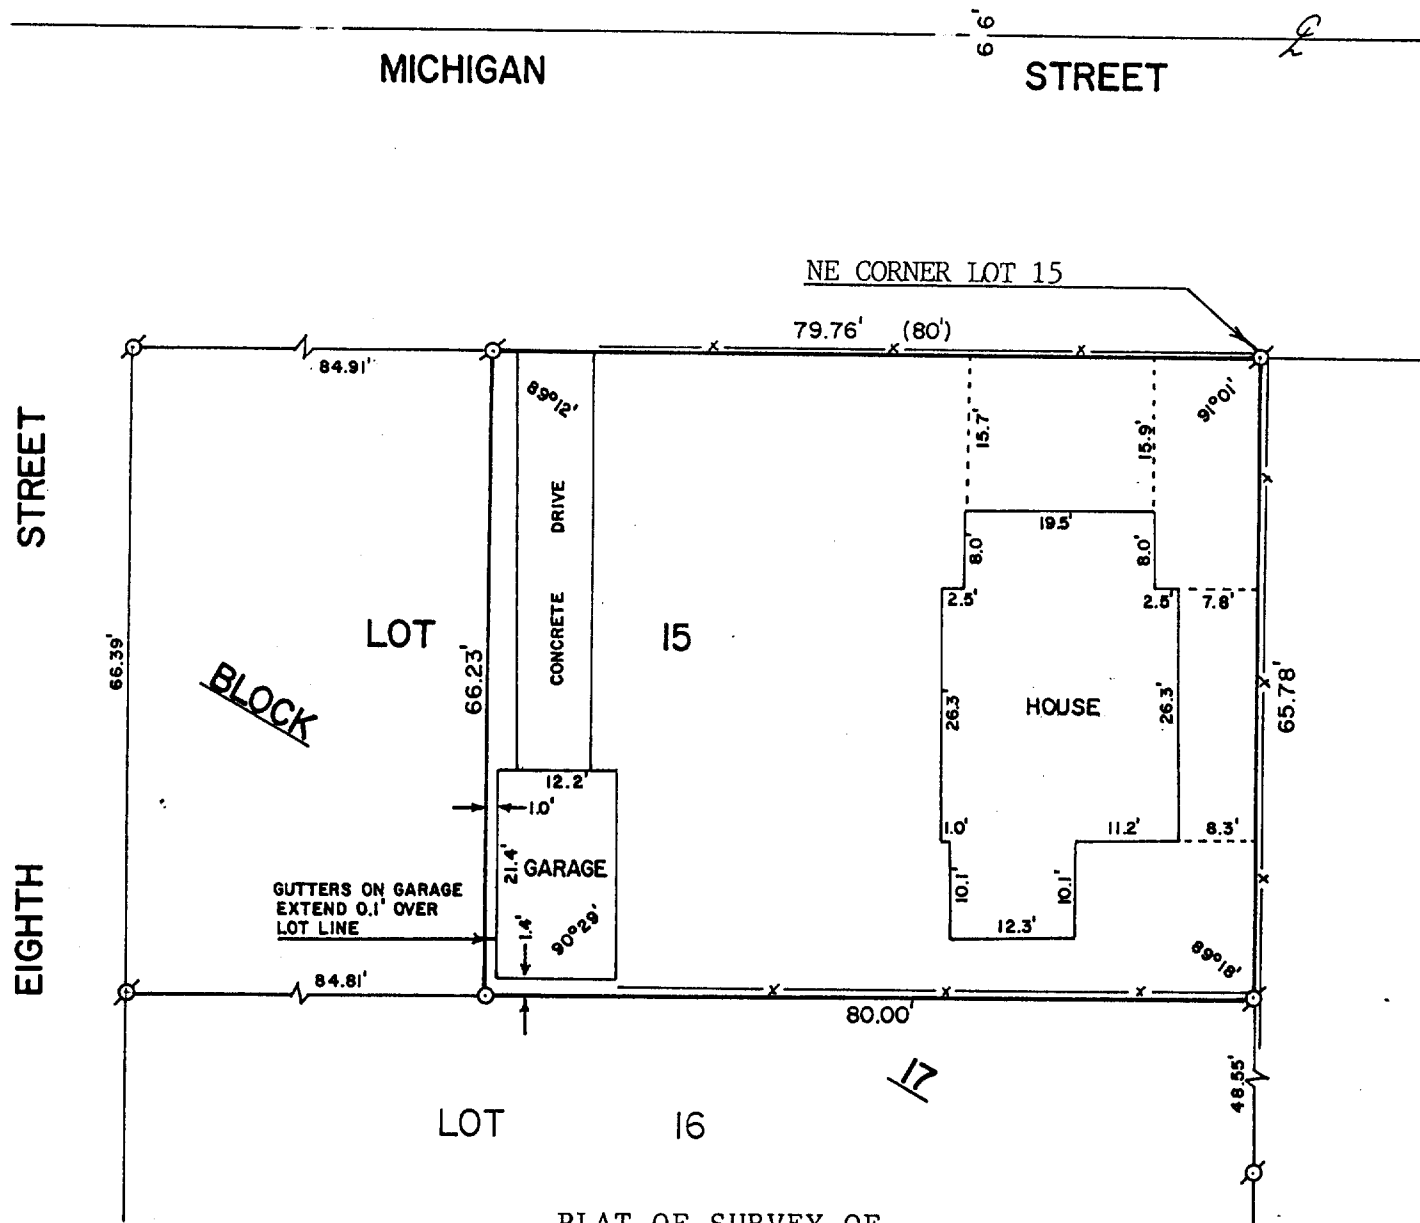 6'
6
℄
MICHIGAN STREET
NE CORNER LOT 15
79.76' (80')
84.91'
89°12'
91°01'
15.7'
15.9'
STREET
CONCRETE DRIVE
19.5'
8.0'
8.0'
2.5'
2.5'
7.8'
LOT 15
66.39'
66.23'
BLOCK
26.3'
HOUSE
26.3'
65.78'
12.2'
1.0'
1.0'
11.2'
8.3'
21.4'
GARAGE
EIGHTH
GUTTERS ON GARAGE
EXTEND 0.1' OVER
LOT LINE
1.4'
90°29'
10.1'
10.1'
12.3'
89°18'
84.81'
80.00'
17
48.55'
LOT 16
PLAT OF SURVEY OF